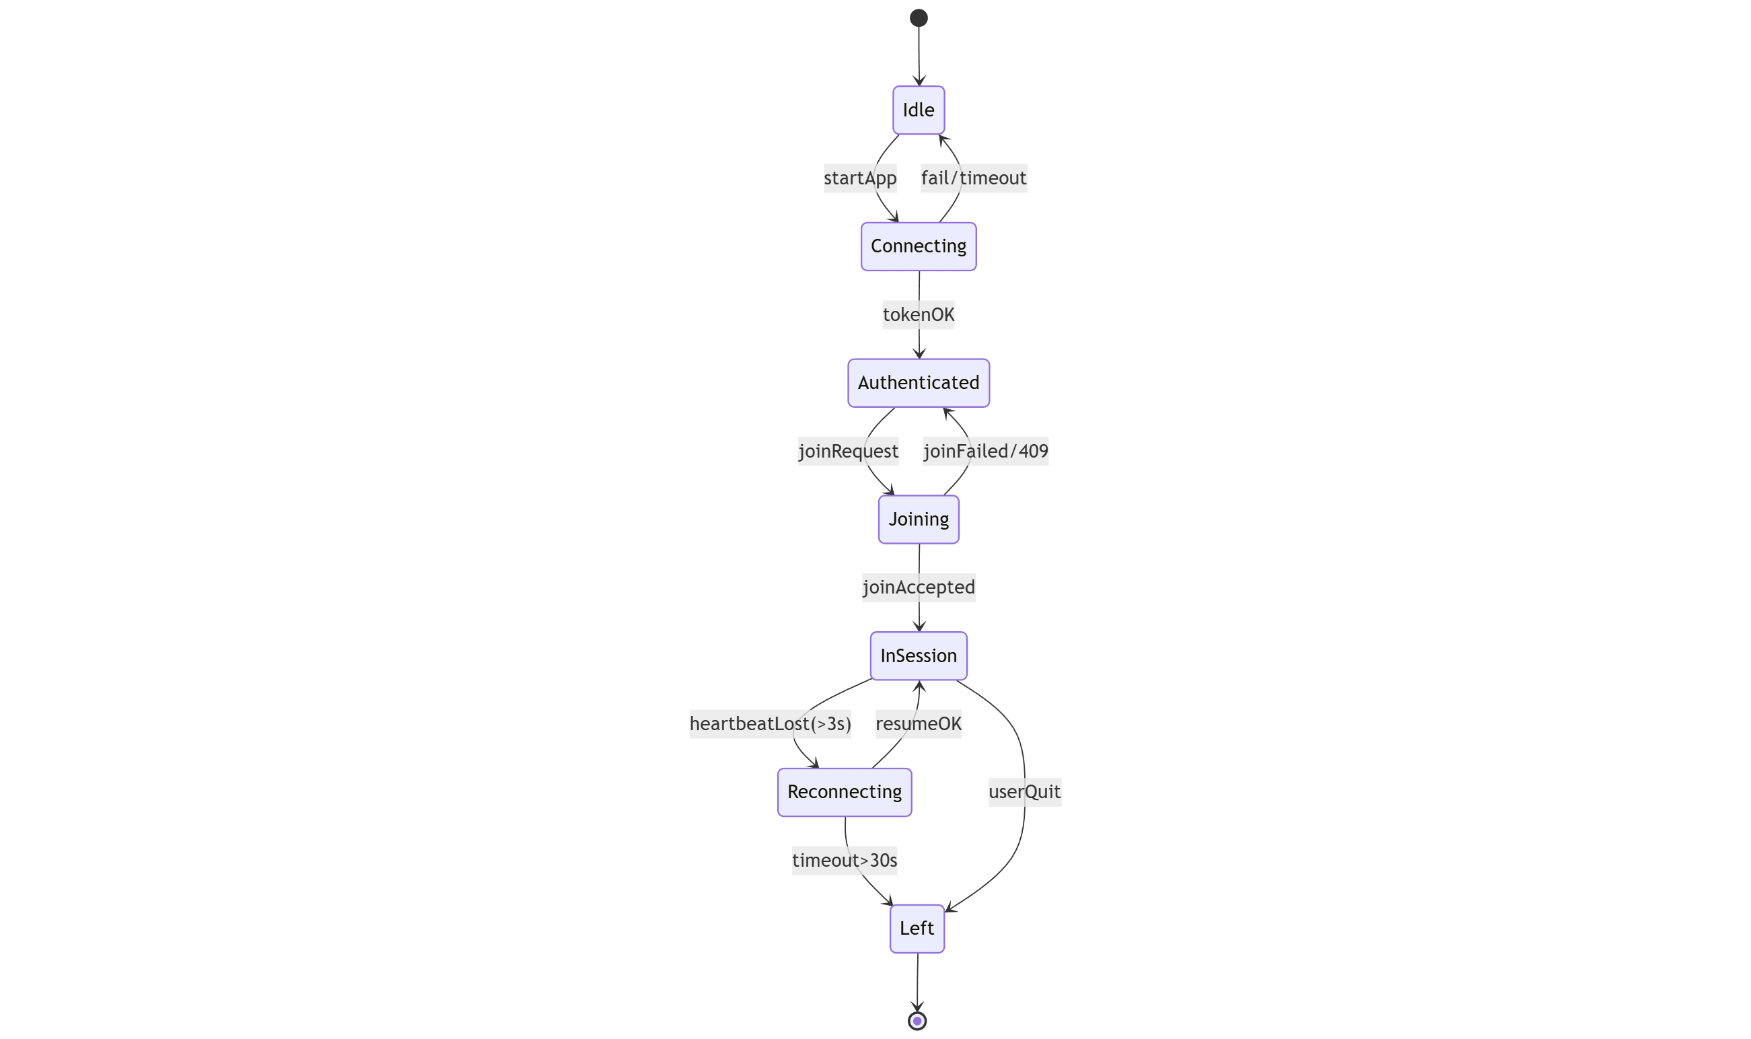 Idle
startApp
fail/timeout
Connecting
tokenOK
Authenticated
joinRequest
joinFailed/409
Joining
joinAccepted
InSession
heartbeatLost(>3s)
resumeOK
Reconnecting
userQuit
timeout>30s
Left